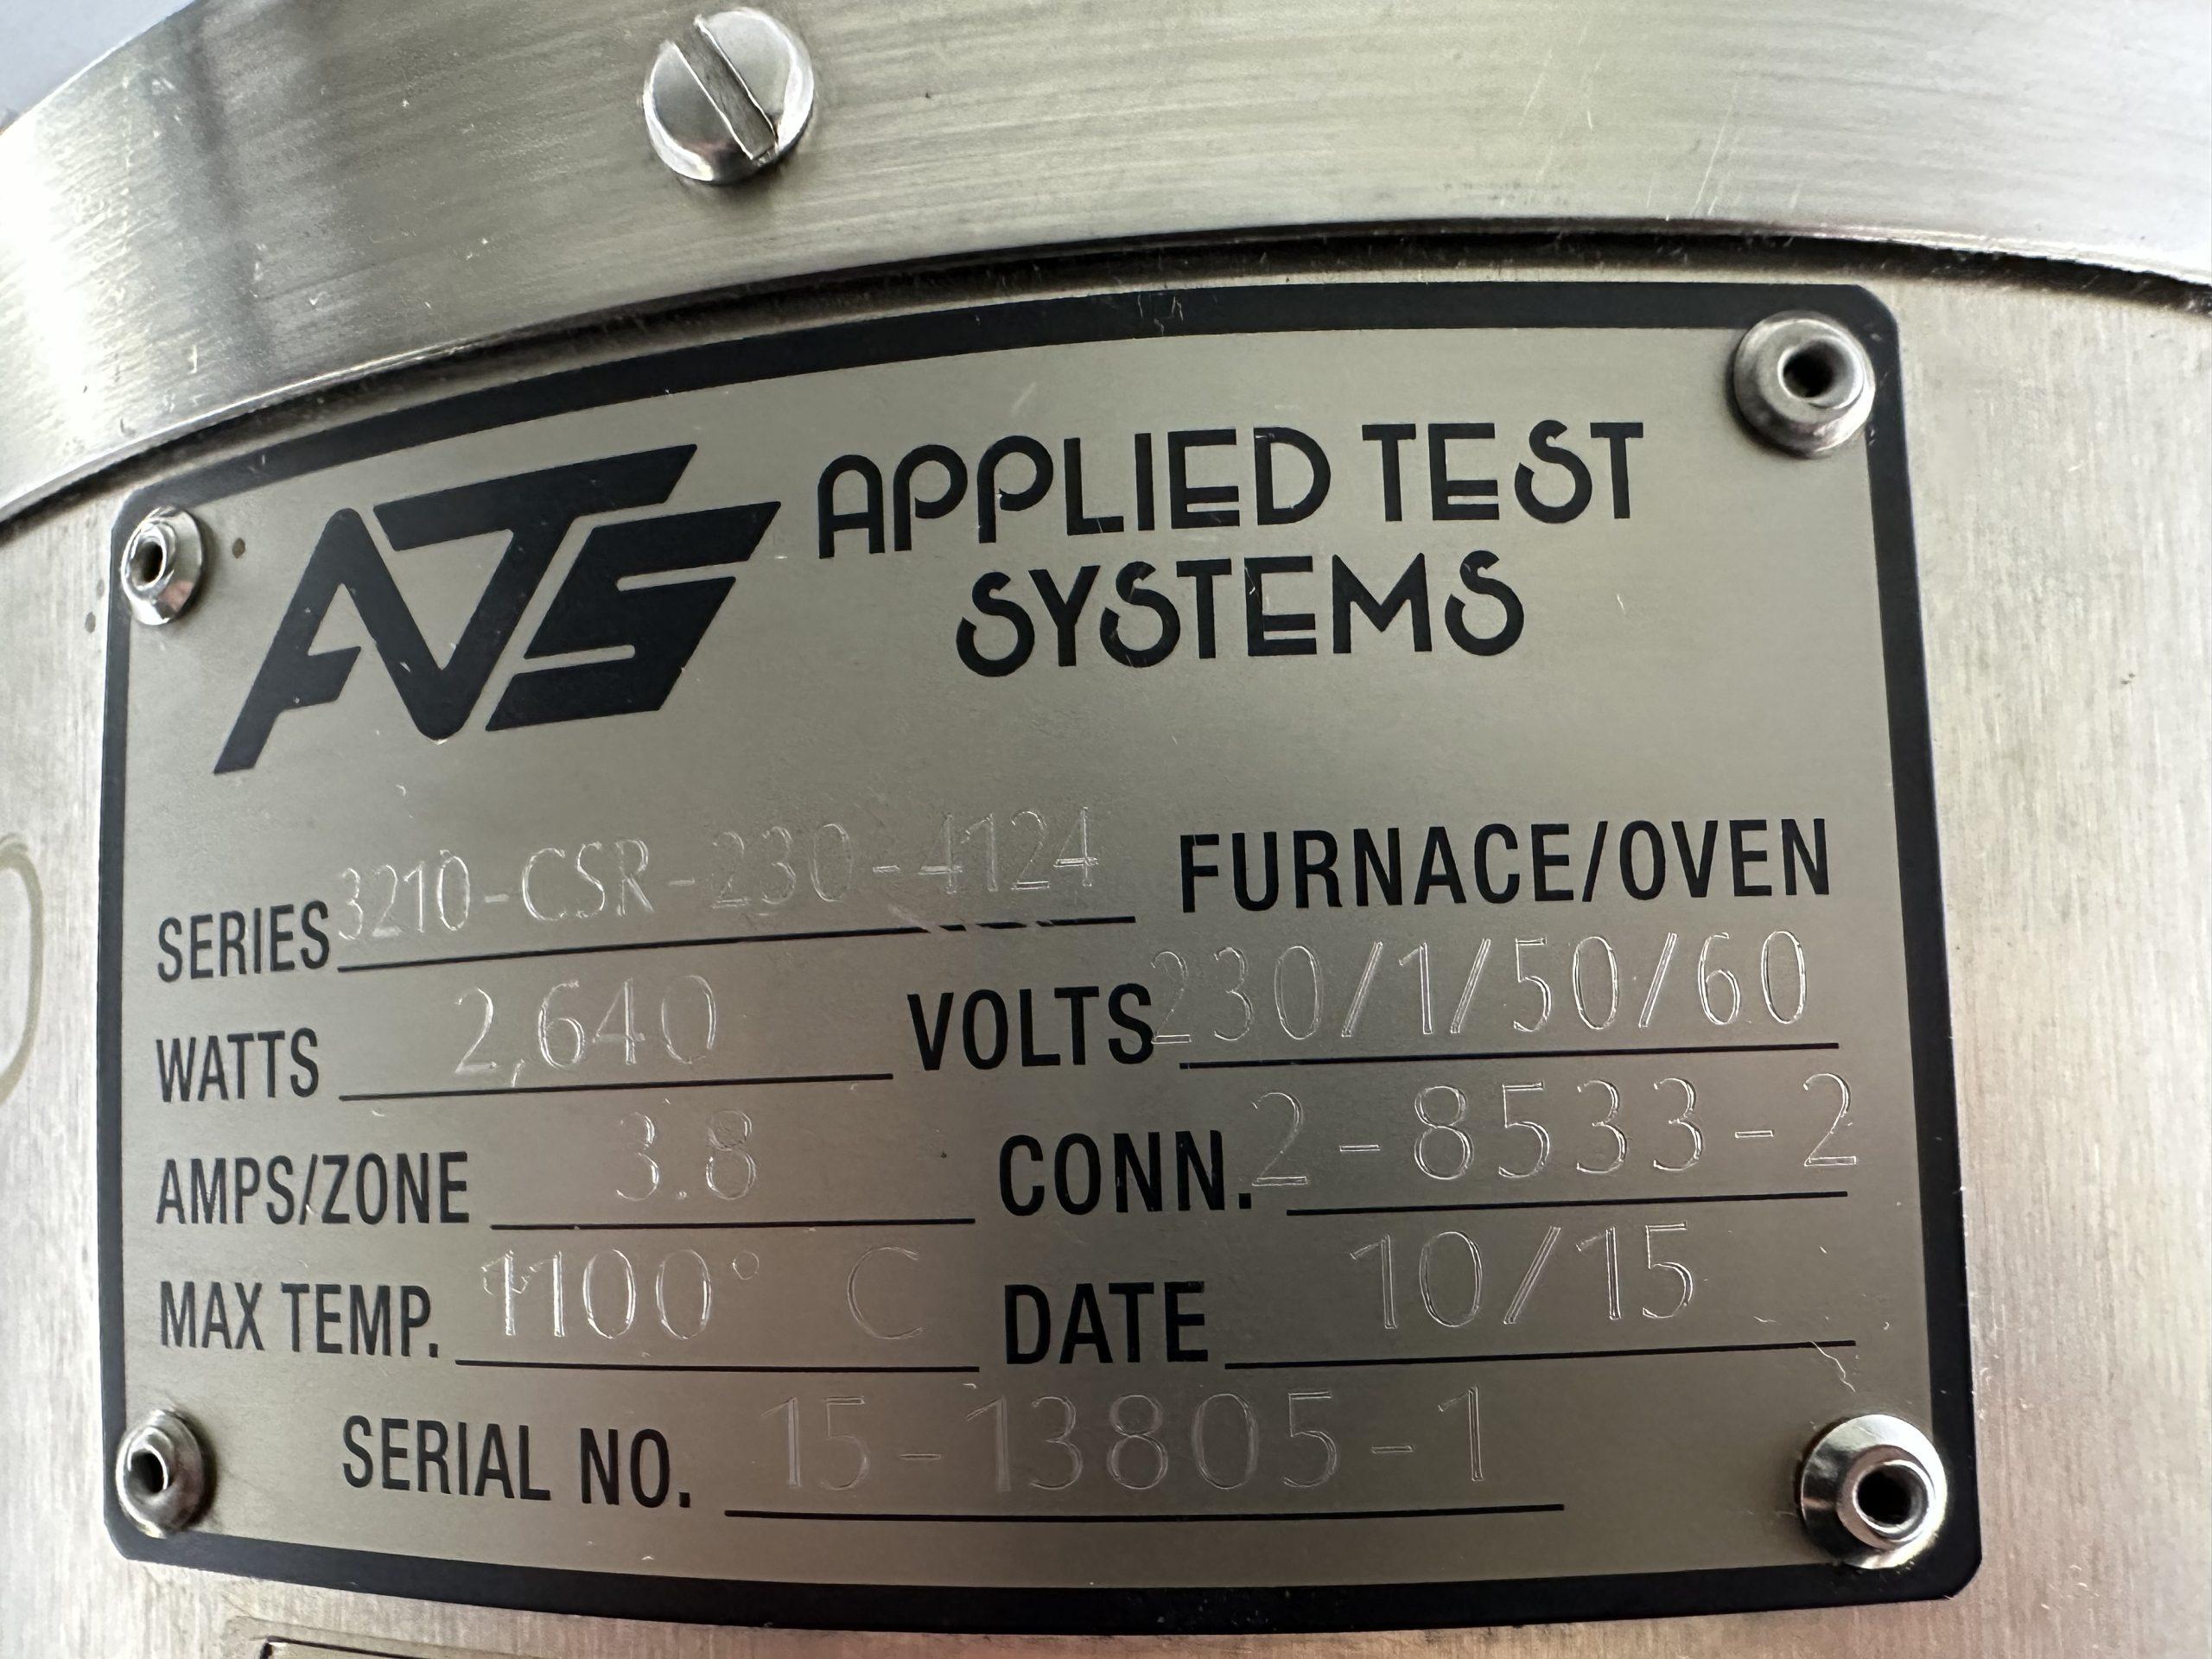 ATS APPLIED TEST
SYSTEMS
SERIES 3210-CSR-230-4124 FURNACE/OVEN
WATTS 2,640 VOLTS 230/1/50/60
AMPS/ZONE 3.8 CONN. 2-8533-2
MAX TEMP. 1100° C DATE 10/15
SERIAL NO. 15-13805-1